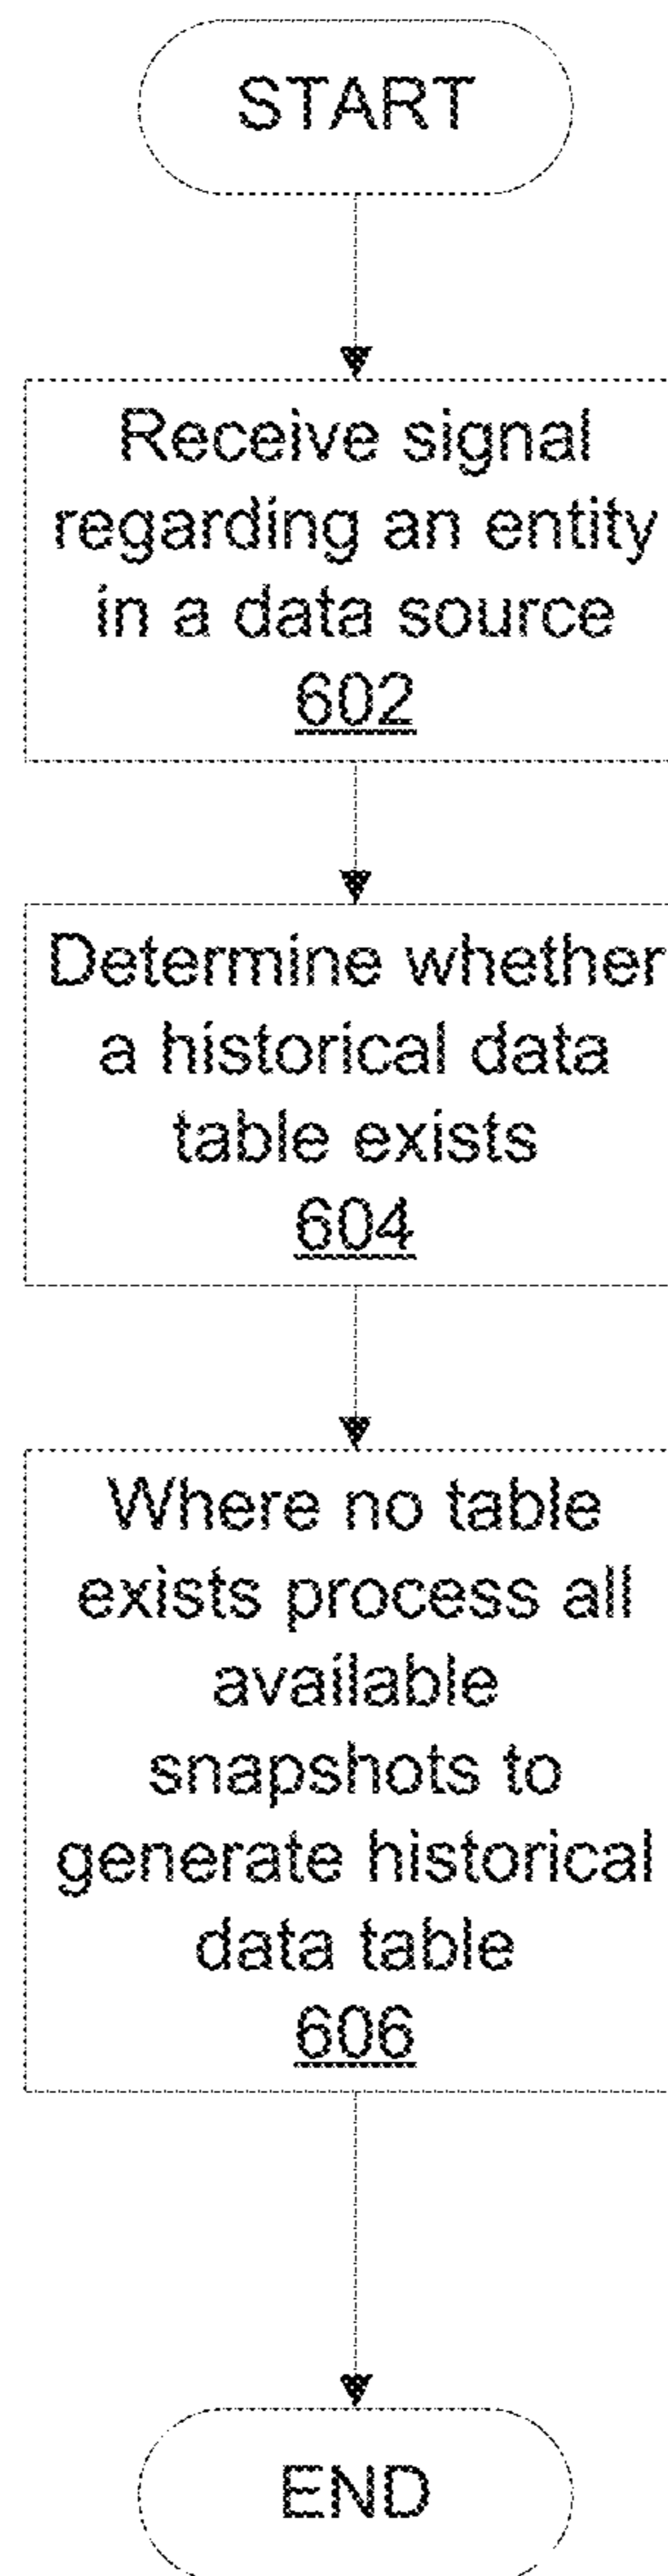 START
Receive signal
regarding an entity
in a data source
602
Determine whether
a historical data
table exists
604
Where no table
exists process all
available
snapshots to
generate historical
data table
606
END